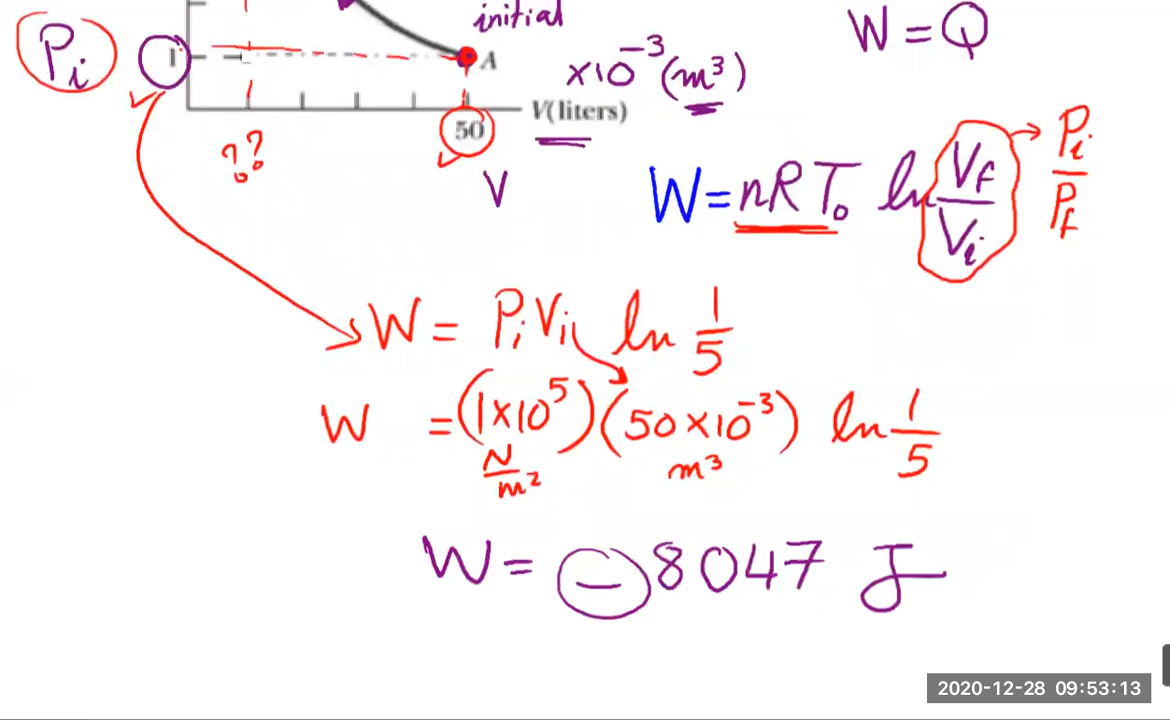 initial
W = Q
Pi
1
A
×10⁻³ (m³)
V(liters)
50
??
V
W = nRT₀ ln Vf/Vi
Pi/Pf
W = PiVi ln 1/5
W = (1×10⁵) (50×10⁻³) ln 1/5
N/m² m³
W = − 8047 J
2020-12-28 09:53:13